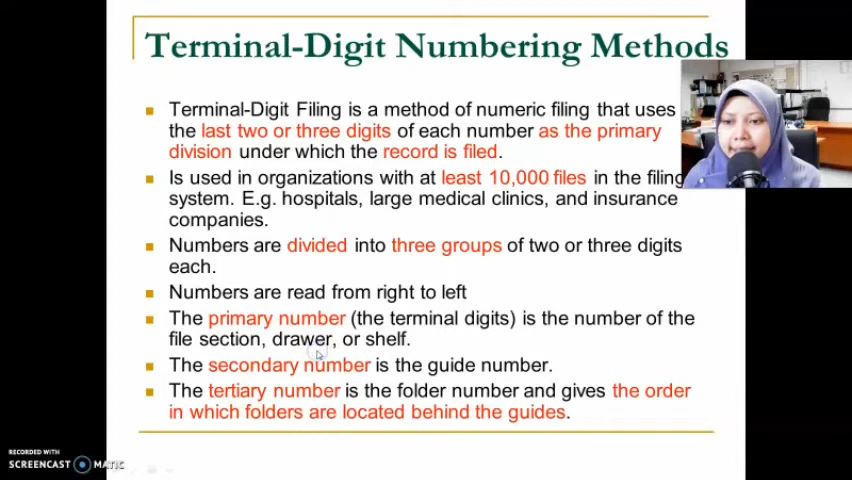 Terminal-Digit Numbering Methods
Terminal-Digit Filing is a method of numeric filing that uses
the last two or three digits of each number as the primary
division under which the record is filed.
Is used in organizations with at least 10,000 files in the filing
system. E.g. hospitals, large medical clinics, and insurance
companies.
Numbers are divided into three groups of two or three digits
each.
Numbers are read from right to left
The primary number (the terminal digits) is the number of the
file section, drawer, or shelf.
The secondary number is the guide number.
The tertiary number is the folder number and gives the order
in which folders are located behind the guides.
RECORDED WITH
SCREENCAST MATIC